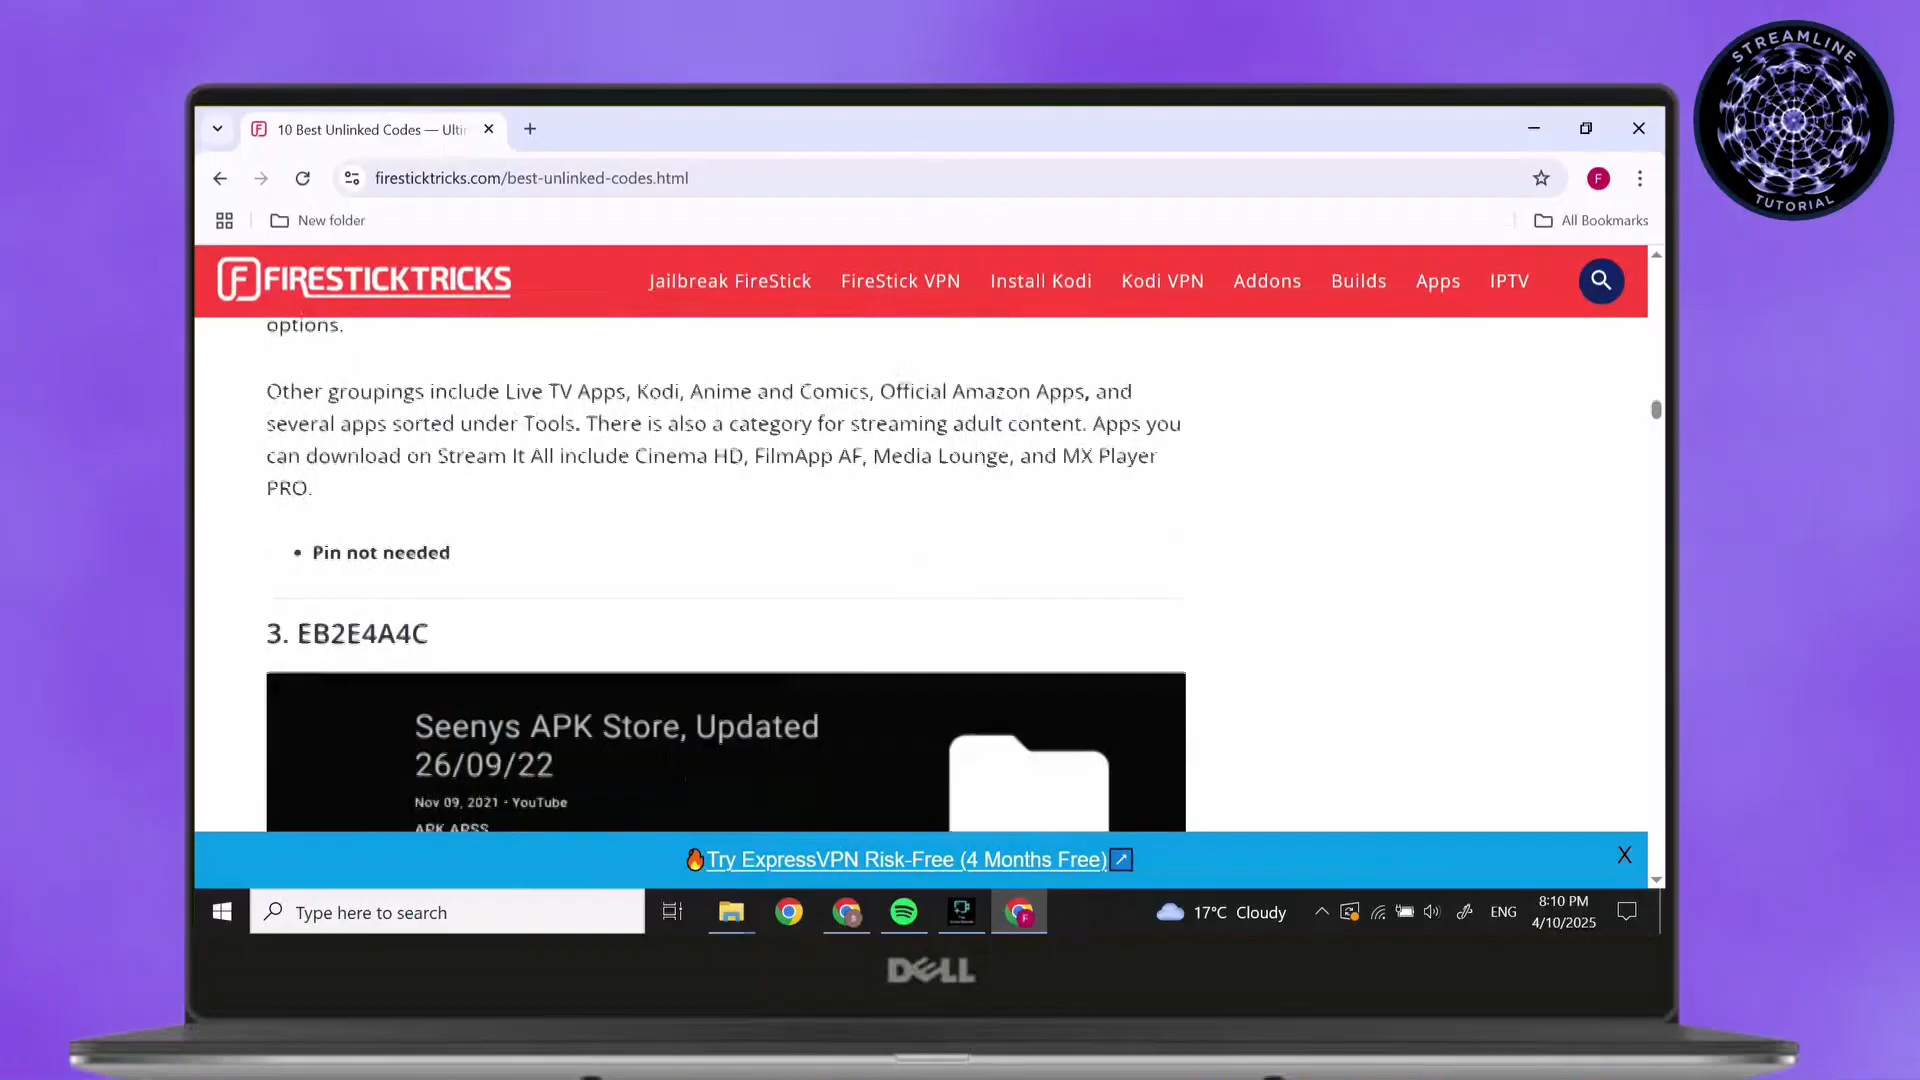 STREAMLINE
TUTORIAL
10 Best Unlinked Codes — Ulti
firesticktricks.com/best-unlinked-codes.html
F
New folder
All Bookmarks
FIRESTICKTRICKS
Jailbreak FireStick FireStick VPN Install Kodi Kodi VPN Addons Builds Apps IPTV
options.
Other groupings include Live TV Apps, Kodi, Anime and Comics, Official Amazon Apps, and
several apps sorted under Tools. There is also a category for streaming adult content. Apps you
can download on Stream It All include Cinema HD, FilmApp AF, Media Lounge, and MX Player
PRO.
• Pin not needed
3. EB2E4A4C
Seenys APK Store, Updated
26/09/22
Nov 09, 2021 • YouTube
APK APSS
Try ExpressVPN Risk-Free (4 Months Free)
X
Type here to search
17°C Cloudy
ENG
8:10 PM
4/10/2025
DELL